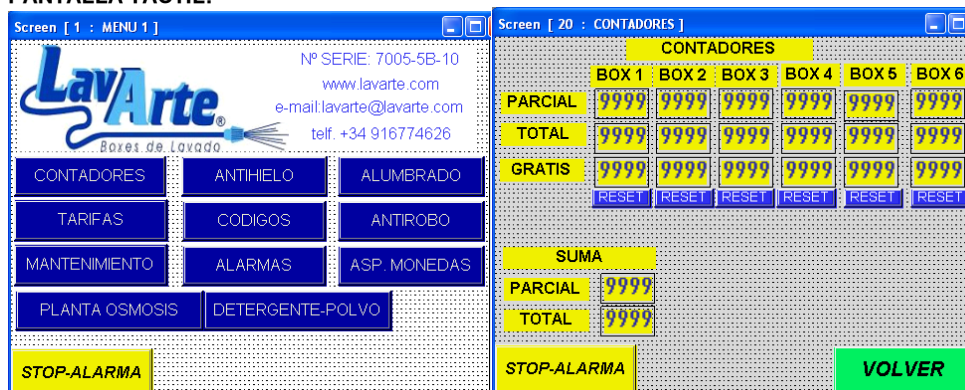 PANTALLA TACTIL:
Screen [ 1 : MENU 1 ]
LavArte®
Boxes de Lavado
Nº SERIE: 7005-5B-10
www.lavarte.com
e-mail:lavarte@lavarte.com
telf. +34 916774626
CONTADORES ANTIHIELO ALUMBRADO
TARIFAS CODIGOS ANTIROBO
MANTENIMIENTO ALARMAS ASP. MONEDAS
PLANTA OSMOSIS DETERGENTE-POLVO
STOP-ALARMA
Screen [ 20 : CONTADORES ]
CONTADORES
BOX 1 BOX 2 BOX 3 BOX 4 BOX 5 BOX 6
PARCIAL 9999 9999 9999 9999 9999 9999
TOTAL 9999 9999 9999 9999 9999 9999
GRATIS 9999 9999 9999 9999 9999 9999
RESET RESET RESET RESET RESET RESET
SUMA
PARCIAL 9999
TOTAL 9999
STOP-ALARMA VOLVER